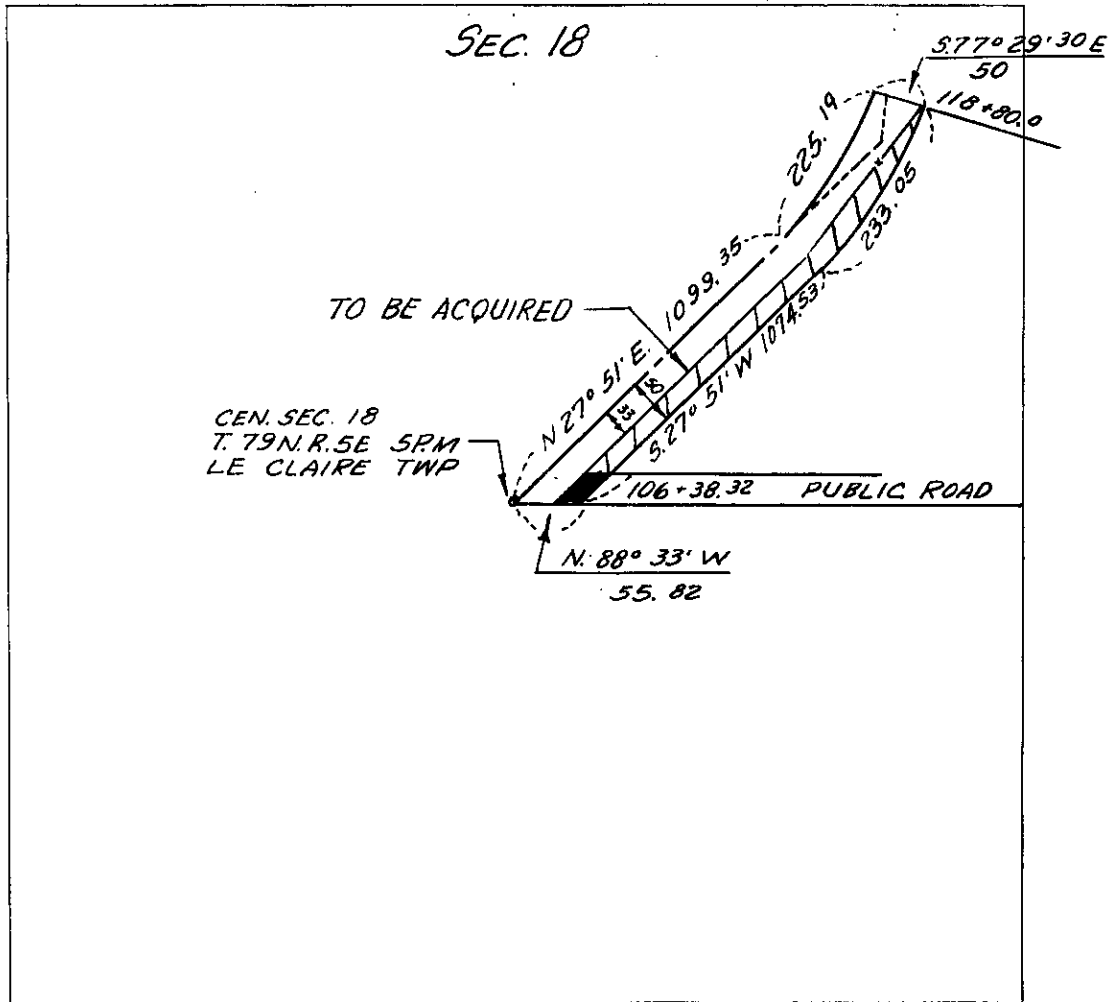 SEC. 18
S.77° 29' 30 E
50
118+80.0
225.19
233.05
1099.35
TO BE ACQUIRED
N 27° 51' E.
50
33
S. 27° 51' W 1074.53
CEN. SEC. 18
T. 79 N. R. 5E 5P.M
LE CLAIRE TWP
106+38.32 PUBLIC ROAD
N. 88° 33' W
55.82